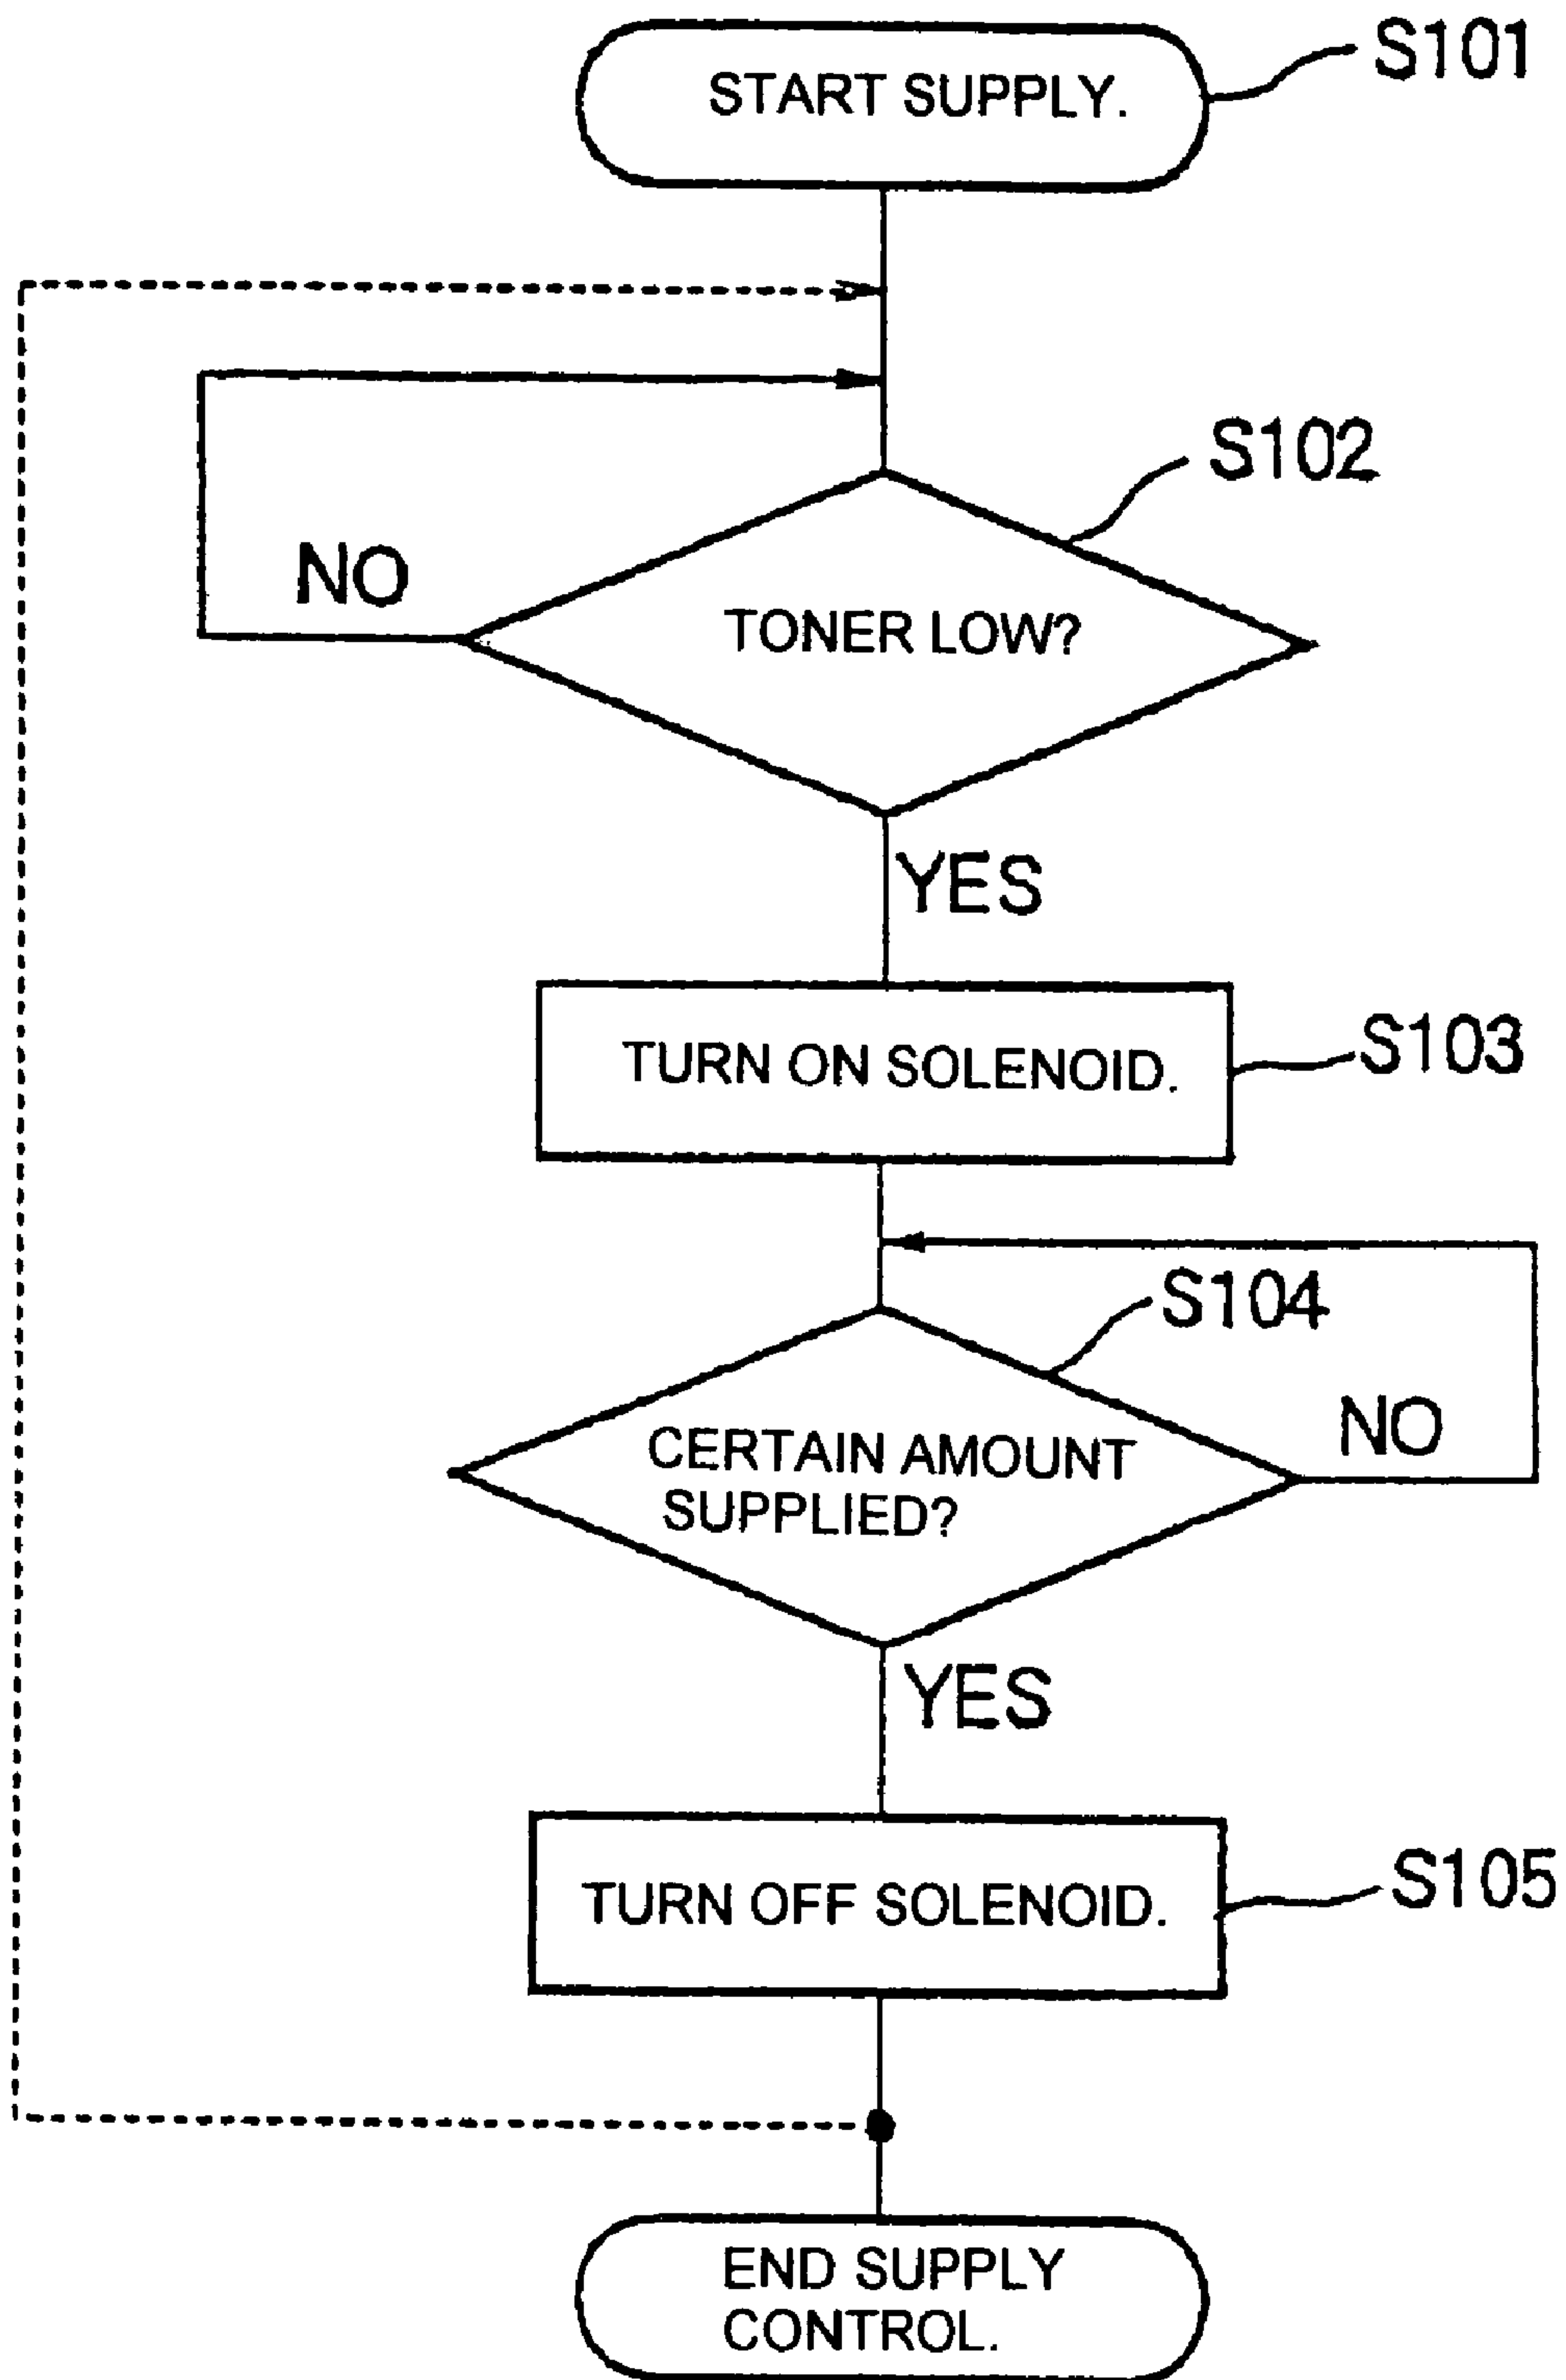 START SUPPLY.
S101
S102
NO
TONER LOW?
YES
TURN ON SOLENOID.
S103
S104
CERTAIN AMOUNT
SUPPLIED?
NO
YES
TURN OFF SOLENOID.
S105
END SUPPLY
CONTROL.